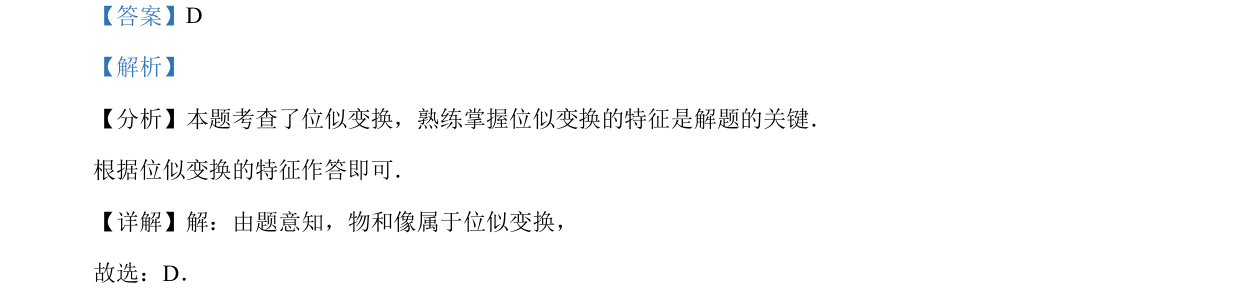 【答案】D
【解析】
【分析】本题考查了位似变换，熟练掌握位似变换的特征是解题的关键．
根据位似变换的特征作答即可．
【详解】解：由题意知，物和像属于位似变换，
故选：D．